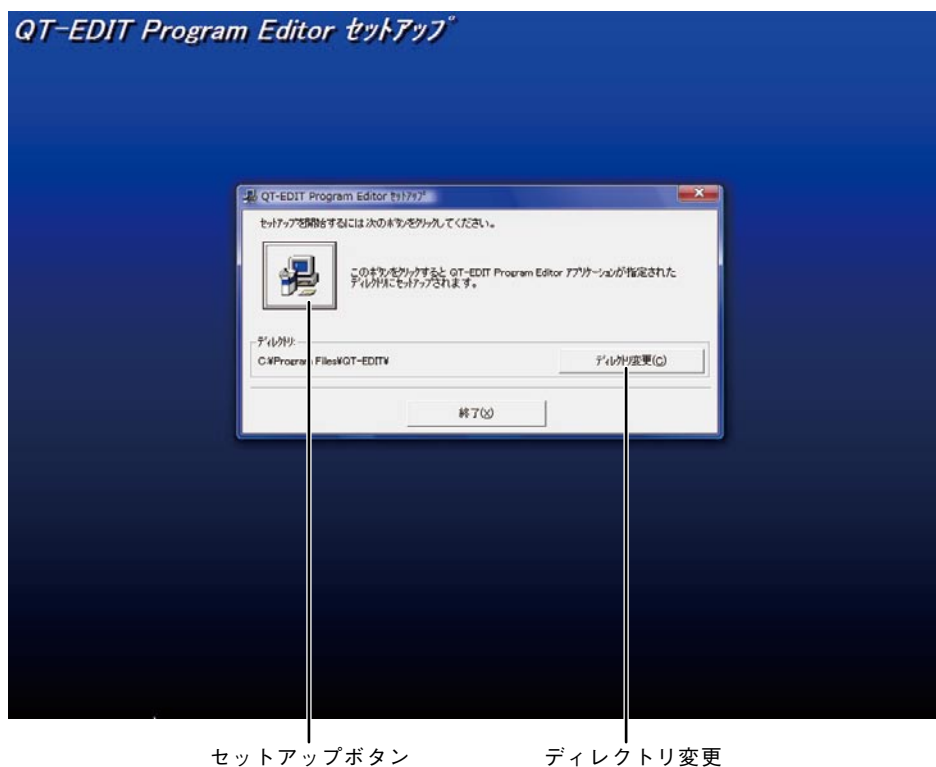 QT-EDIT Program Editor セットアップ
QT-EDIT Program Editor セットアップ
セットアップを開始するには次のボタンをクリックしてください。
このボタンをクリックすると QT-EDIT Program Editor アプリケーションが指定された
ディレクトリにセットアップされます。
ディレクトリ:
C:¥Program Files¥QT-EDIT¥
ディレクトリ変更(C)
終了(X)
セットアップボタン
ディレクトリ変更